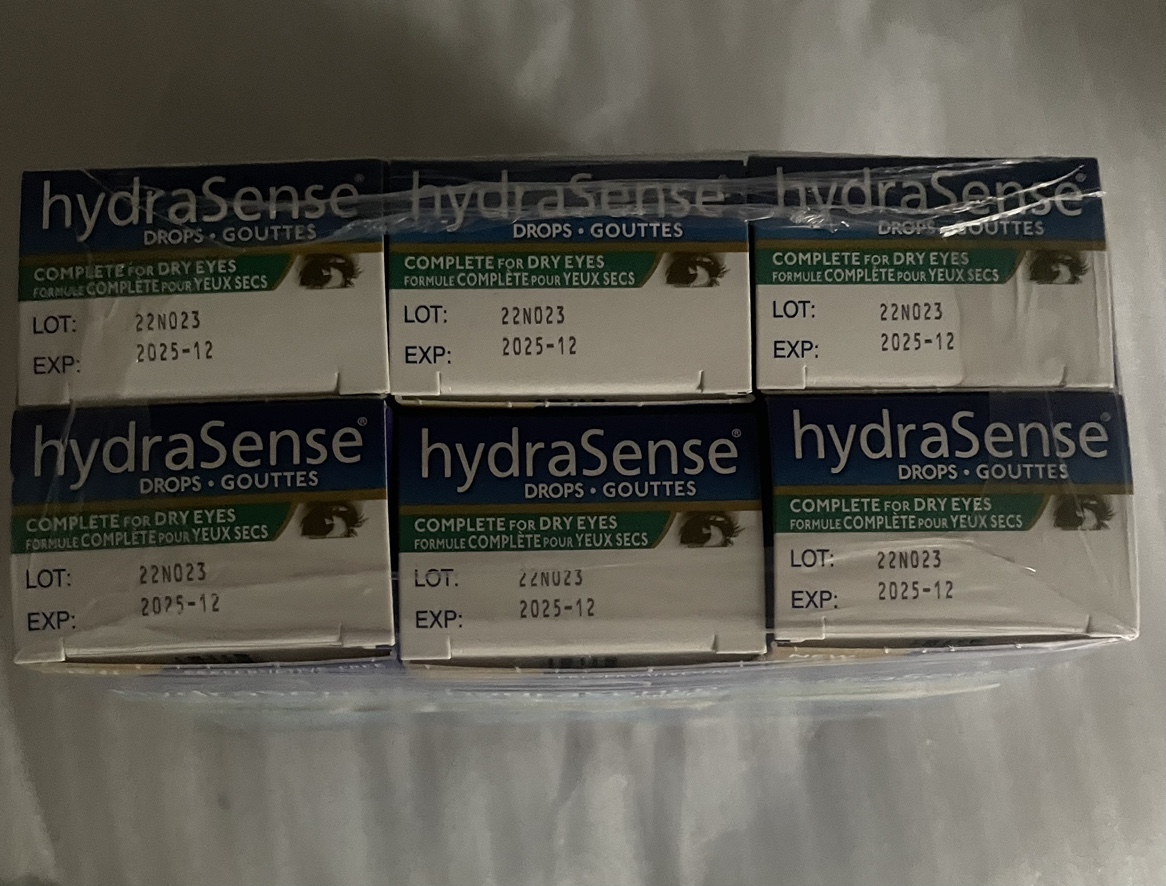 hydraSense®
DROPS • GOUTTES
COMPLETE FOR DRY EYES
FORMULE COMPLÈTE POUR YEUX SECS
LOT: 22N023
EXP: 2025-12
hydraSense®
DROPS • GOUTTES
COMPLETE FOR DRY EYES
FORMULE COMPLÈTE POUR YEUX SECS
LOT: 22N023
EXP: 2025-12
hydraSense®
DROPS • GOUTTES
COMPLETE FOR DRY EYES
FORMULE COMPLÈTE POUR YEUX SECS
LOT: 22N023
EXP: 2025-12
hydraSense®
DROPS • GOUTTES
COMPLETE FOR DRY EYES
FORMULE COMPLÈTE POUR YEUX SECS
LOT: 22N023
EXP: 2025-12
hydraSense®
DROPS • GOUTTES
COMPLETE FOR DRY EYES
FORMULE COMPLÈTE POUR YEUX SECS
LOT: 22N023
EXP: 2025-12
hydraSense®
DROPS • GOUTTES
COMPLETE FOR DRY EYES
FORMULE COMPLÈTE POUR YEUX SECS
LOT: 22N023
EXP: 2025-12